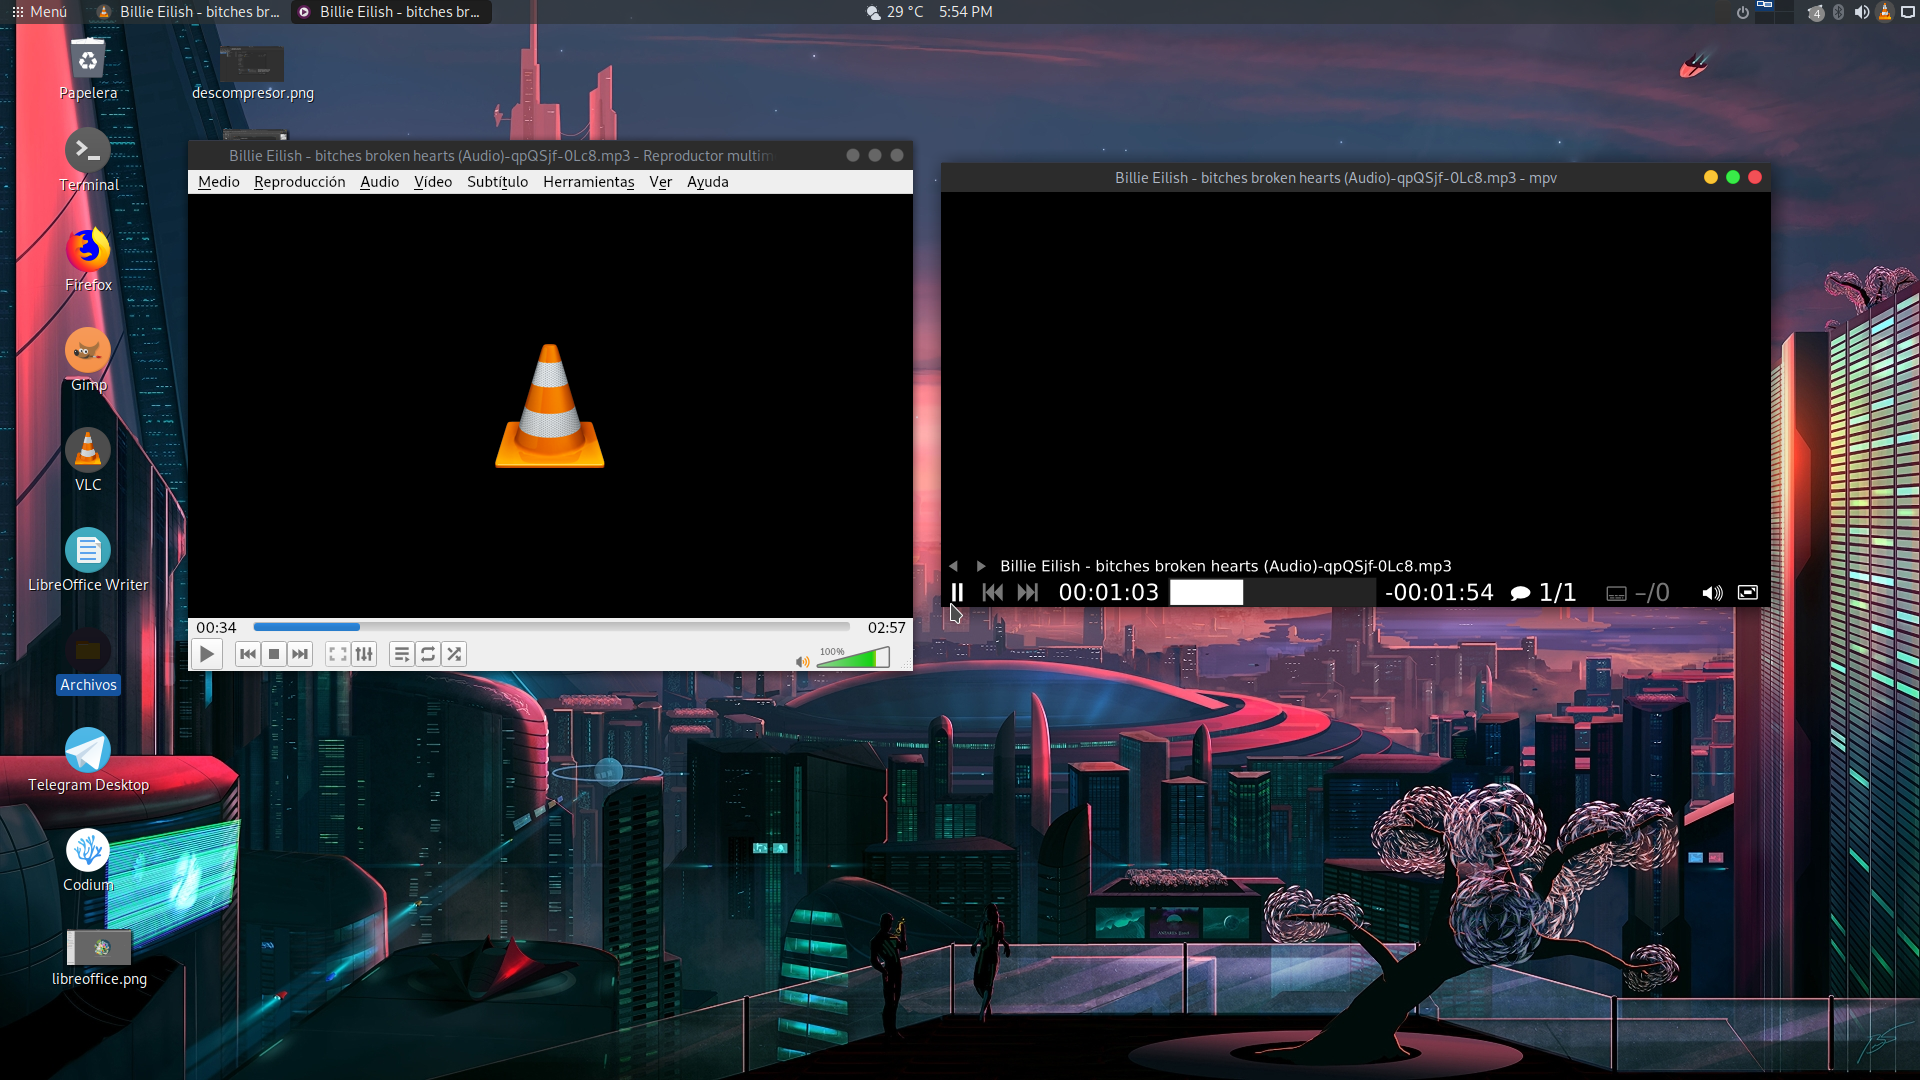 Menú
Billie Eilish - bitches br...
Billie Eilish - bitches br...
29 °C
5:54 PM
4
Papelera
descompresor.png
Terminal
Firefox
Gimp
VLC
LibreOffice Writer
Archivos
Telegram Desktop
Codium
libreoffice.png
Billie Eilish - bitches broken hearts (Audio)-qpQSjf-0Lc8.mp3 - Reproductor multim
Medio Reproducción Audio Vídeo Subtítulo Herramientas Ver Ayuda
00:34
02:57
100%
Billie Eilish - bitches broken hearts (Audio)-qpQSjf-0Lc8.mp3 - mpv
Billie Eilish - bitches broken hearts (Audio)-qpQSjf-0Lc8.mp3
00:01:03
-00:01:54
1/1
–/0